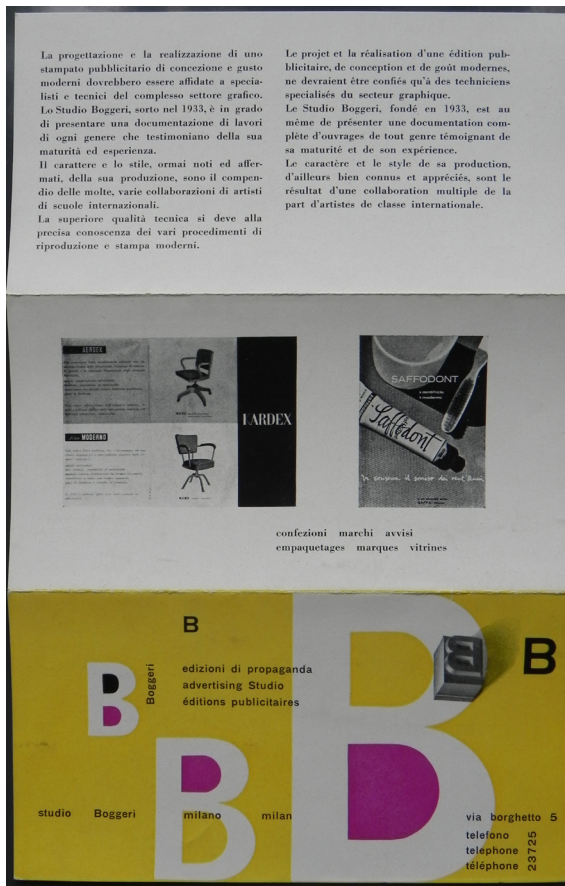 La progettazione e la realizzazione di uno
stampato pubblicitario di concezione e gusto
moderni dovrebbero essere affidate a specia-
listi e tecnici del complesso settore grafico.
Lo Studio Boggeri, sorto nel 1933, è in grado
di presentare una documentazione di lavori
di ogni genere che testimoniano della sua
maturità ed esperienza.
Il carattere e lo stile, ormai noti ed affer-
mati, della sua produzione, sono il compen-
dio delle molte, varie collaborazioni di artisti
di scuole internazionali.
La superiore qualità tecnica si deve alla
precisa conoscenza dei vari procedimenti di
riproduzione e stampa moderni.
Le projet et la réalisation d'une édition pub-
blicitaire, de conception et de goût modernes,
ne devraient être confiés qu'à des techniciens
spécialisés du secteur graphique.
Le Studio Boggeri, fondé en 1933, est au
même de présenter une documentation com-
plète d'ouvrages de tout genre témoignant de
sa maturité et de son expérience.
Le caractère et le style de sa production,
d'ailleurs bien connus et appréciés, sont le
résultat d'une collaboration multiple de la
part d'artistes de classe internationale.
MODERNO
SAFFODONT
Saffodont
confezioni marchi avvisi
empaquetages marques vitrines
B
B
B
B
B
B
Boggeri
edizioni di propaganda
advertising Studio
éditions publicitaires
studio Boggeri milano milan
via borghetto 5
telefono
telephone
téléphone
23725